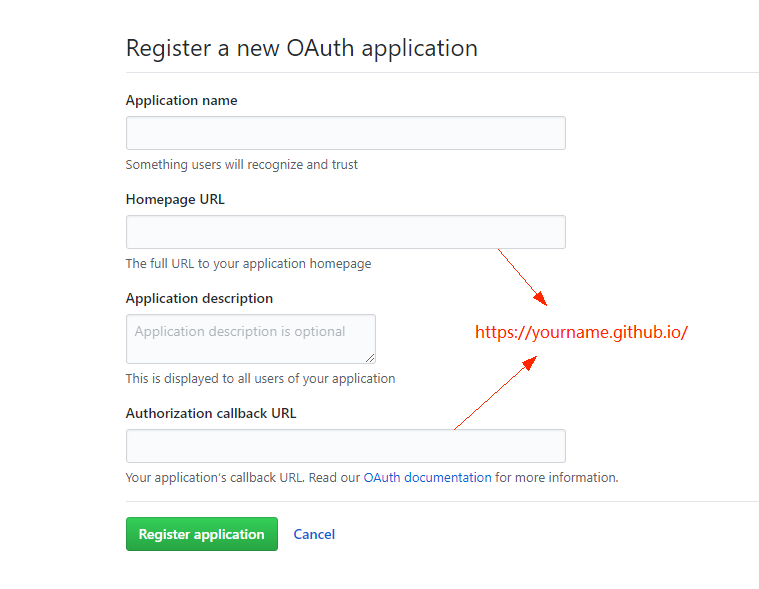 Register a new OAuth application
Application name
Something users will recognize and trust
Homepage URL
The full URL to your application homepage
Application description
Application description is optional
https://yourname.github.io/
This is displayed to all users of your application
Authorization callback URL
Your application's callback URL. Read our OAuth documentation for more information.
Register application Cancel